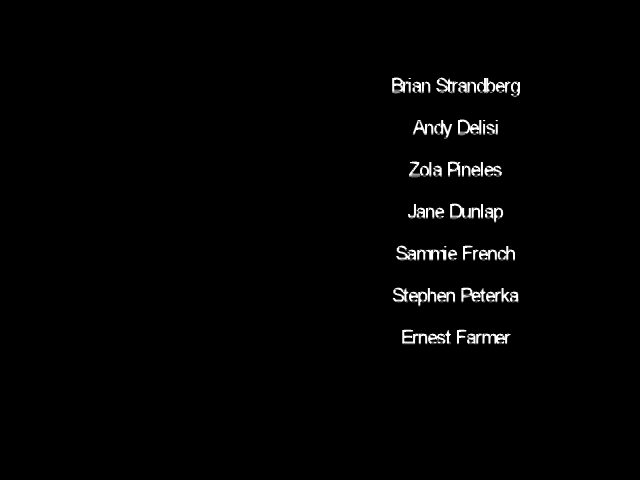 Brian Strandberg
Andy Delisi
Zola Pineles
Jane Dunlap
Sammie French
Stephen Peterka
Ernest Farmer